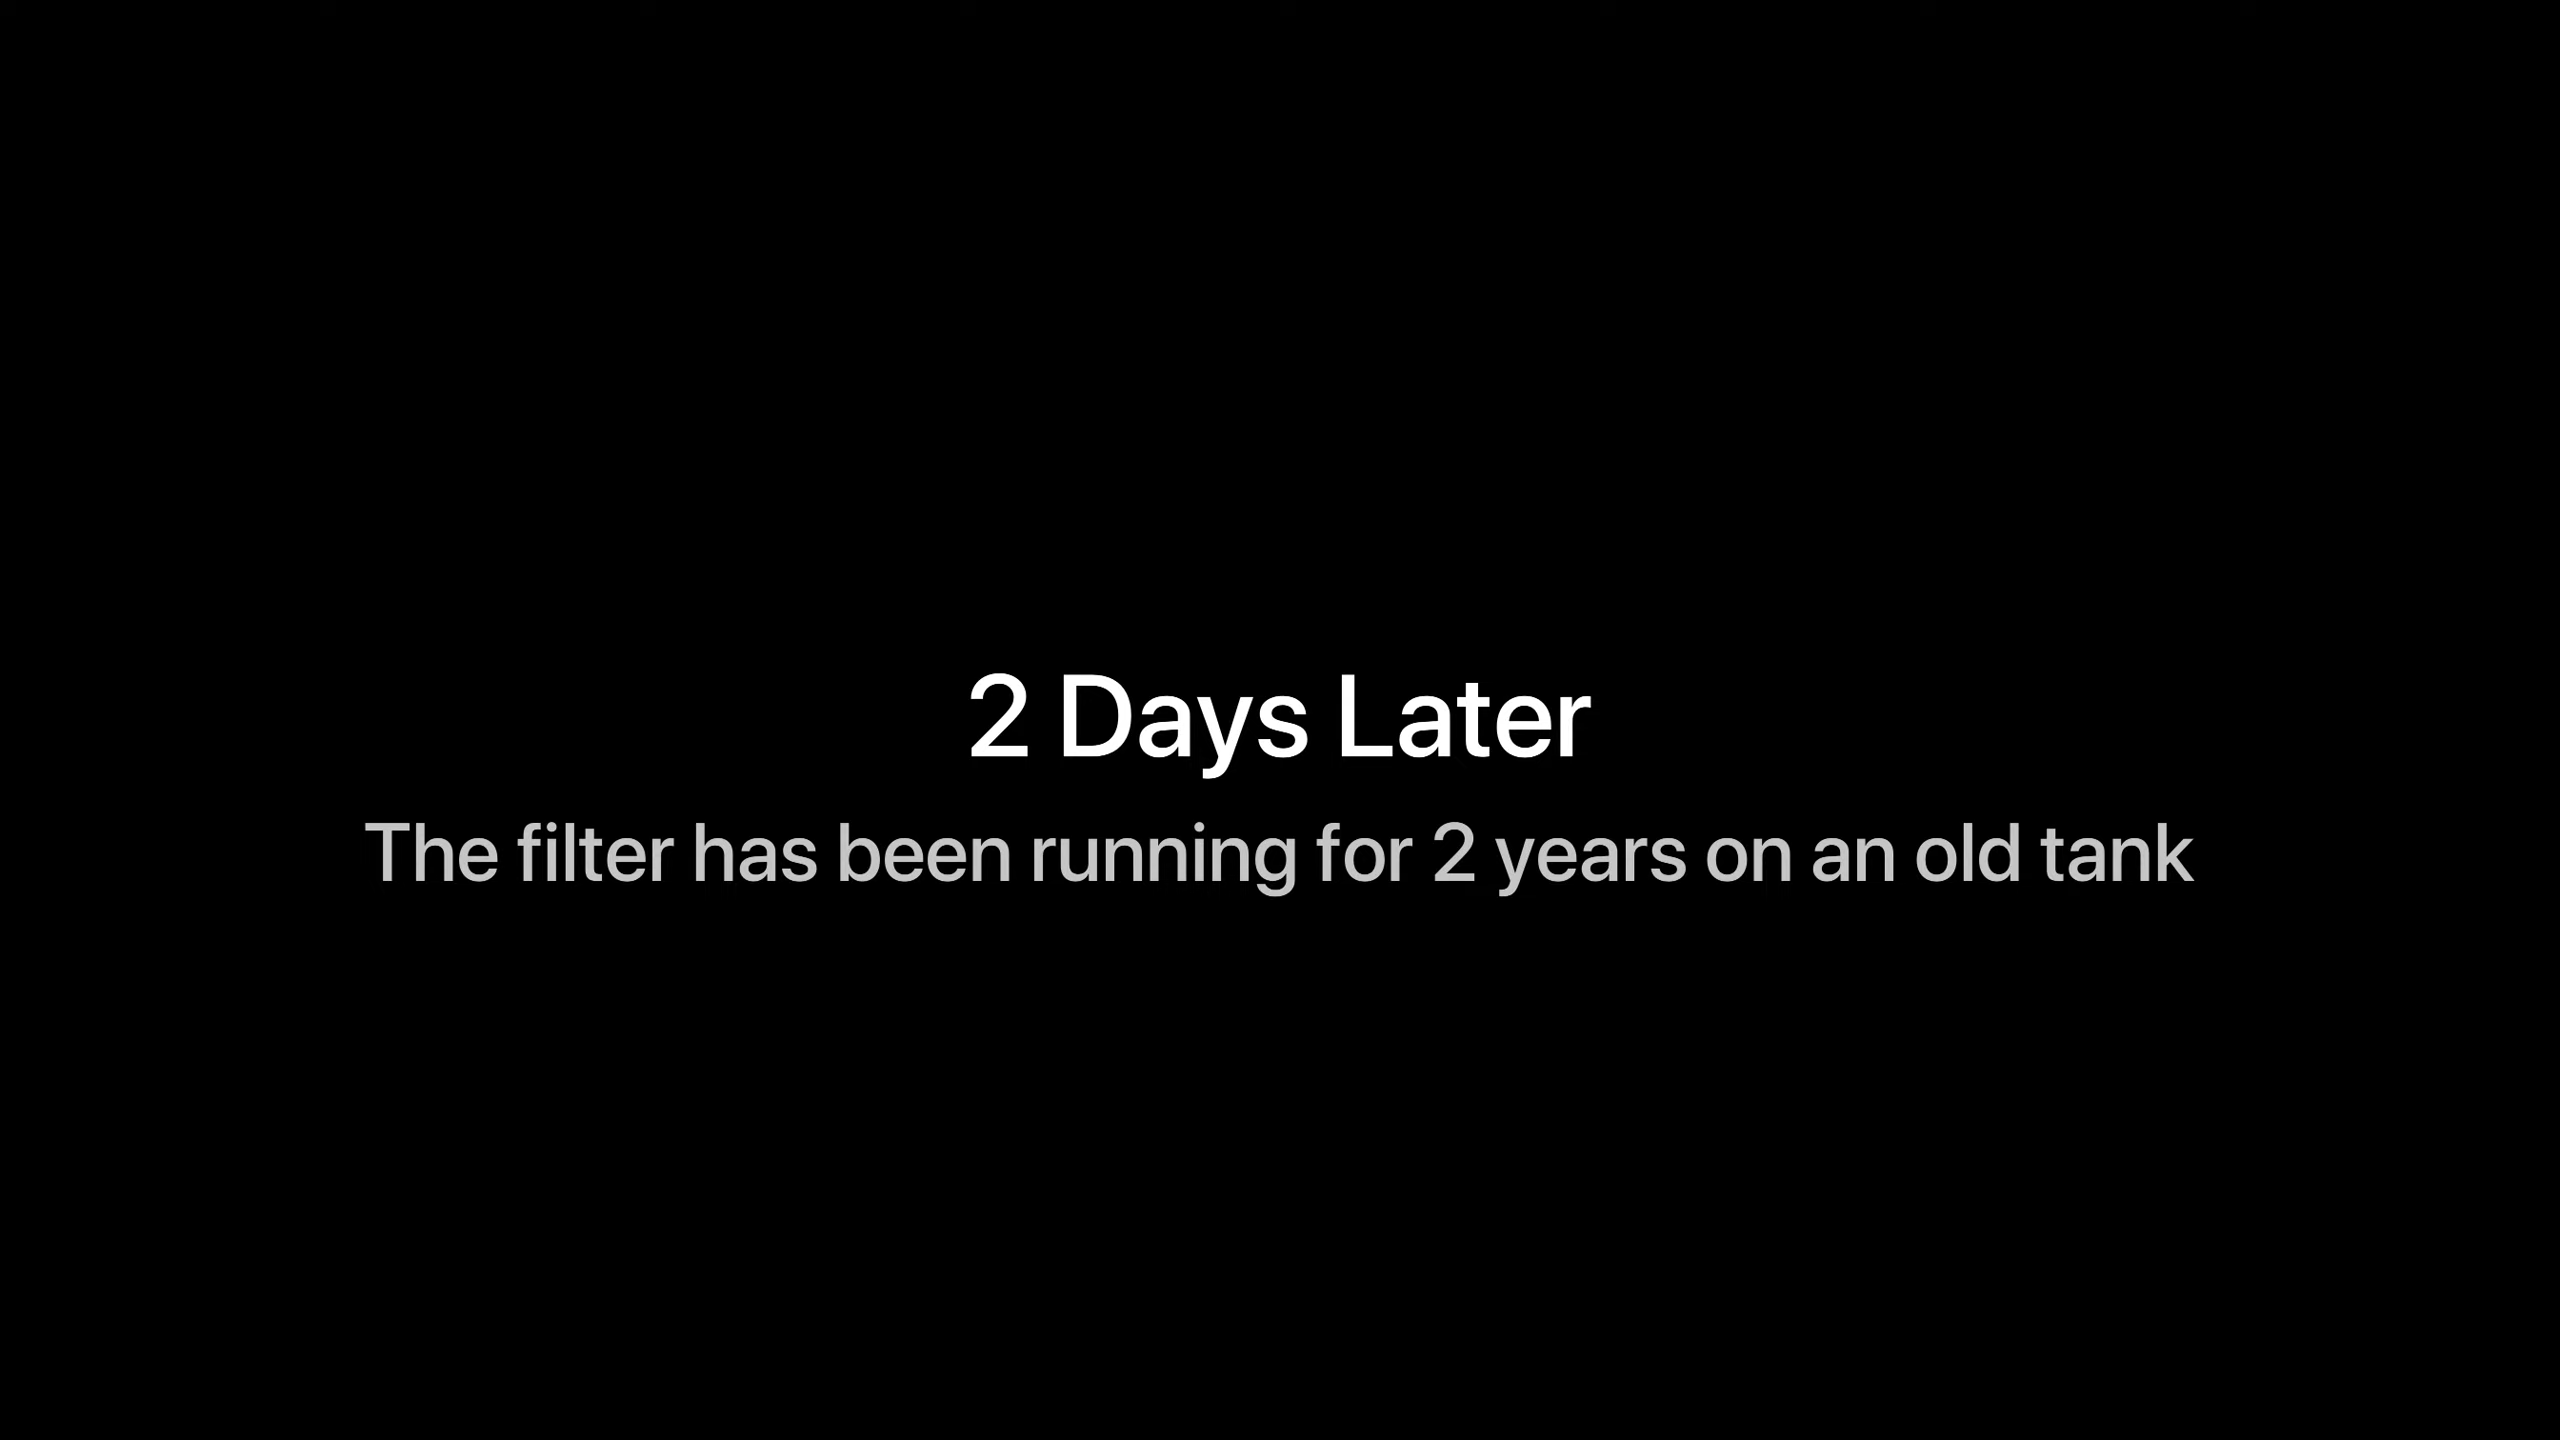 2 Days Later
The filter has been running for 2 years on an old tank